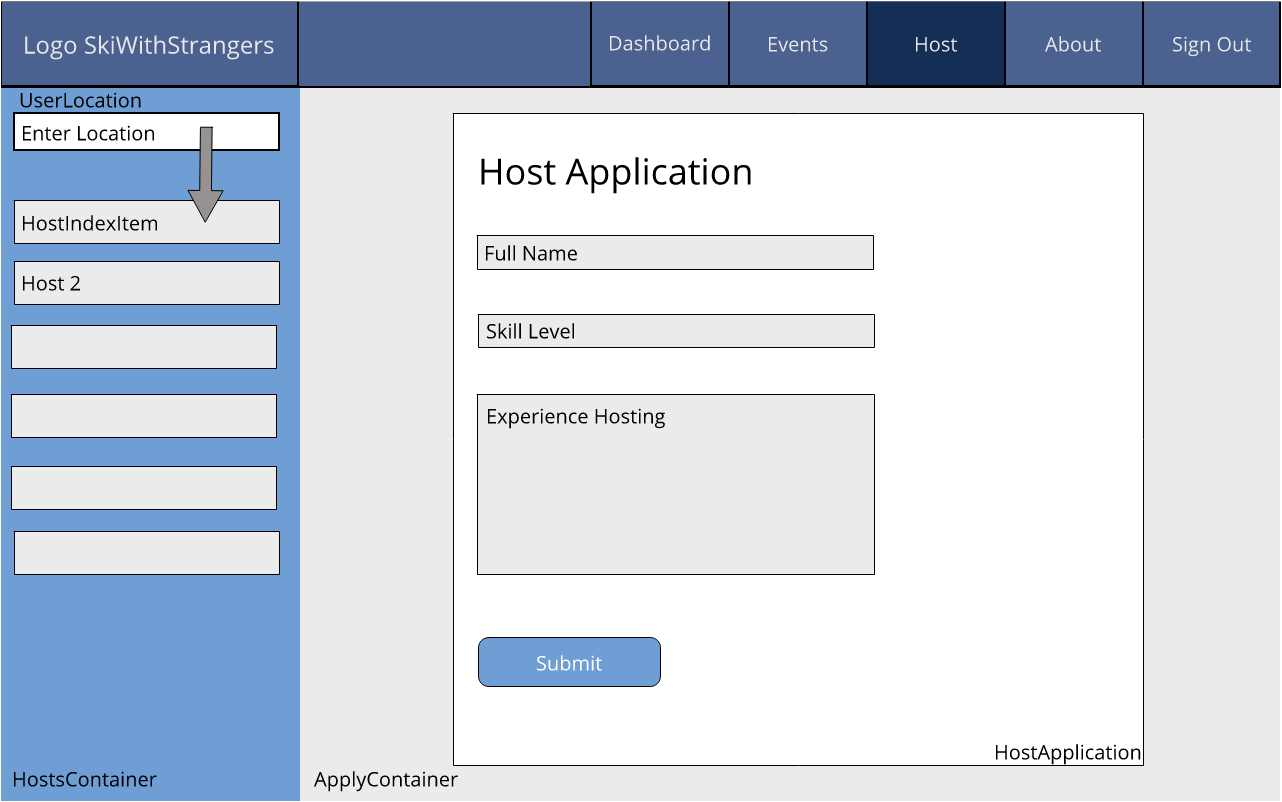 Logo SkiWithStrangers
Dashboard
Events
Host
About
Sign Out
UserLocation
Enter Location
HostIndexItem
Host 2
HostsContainer
Host Application
Full Name
Skill Level
Experience Hosting
Submit
HostApplication
ApplyContainer